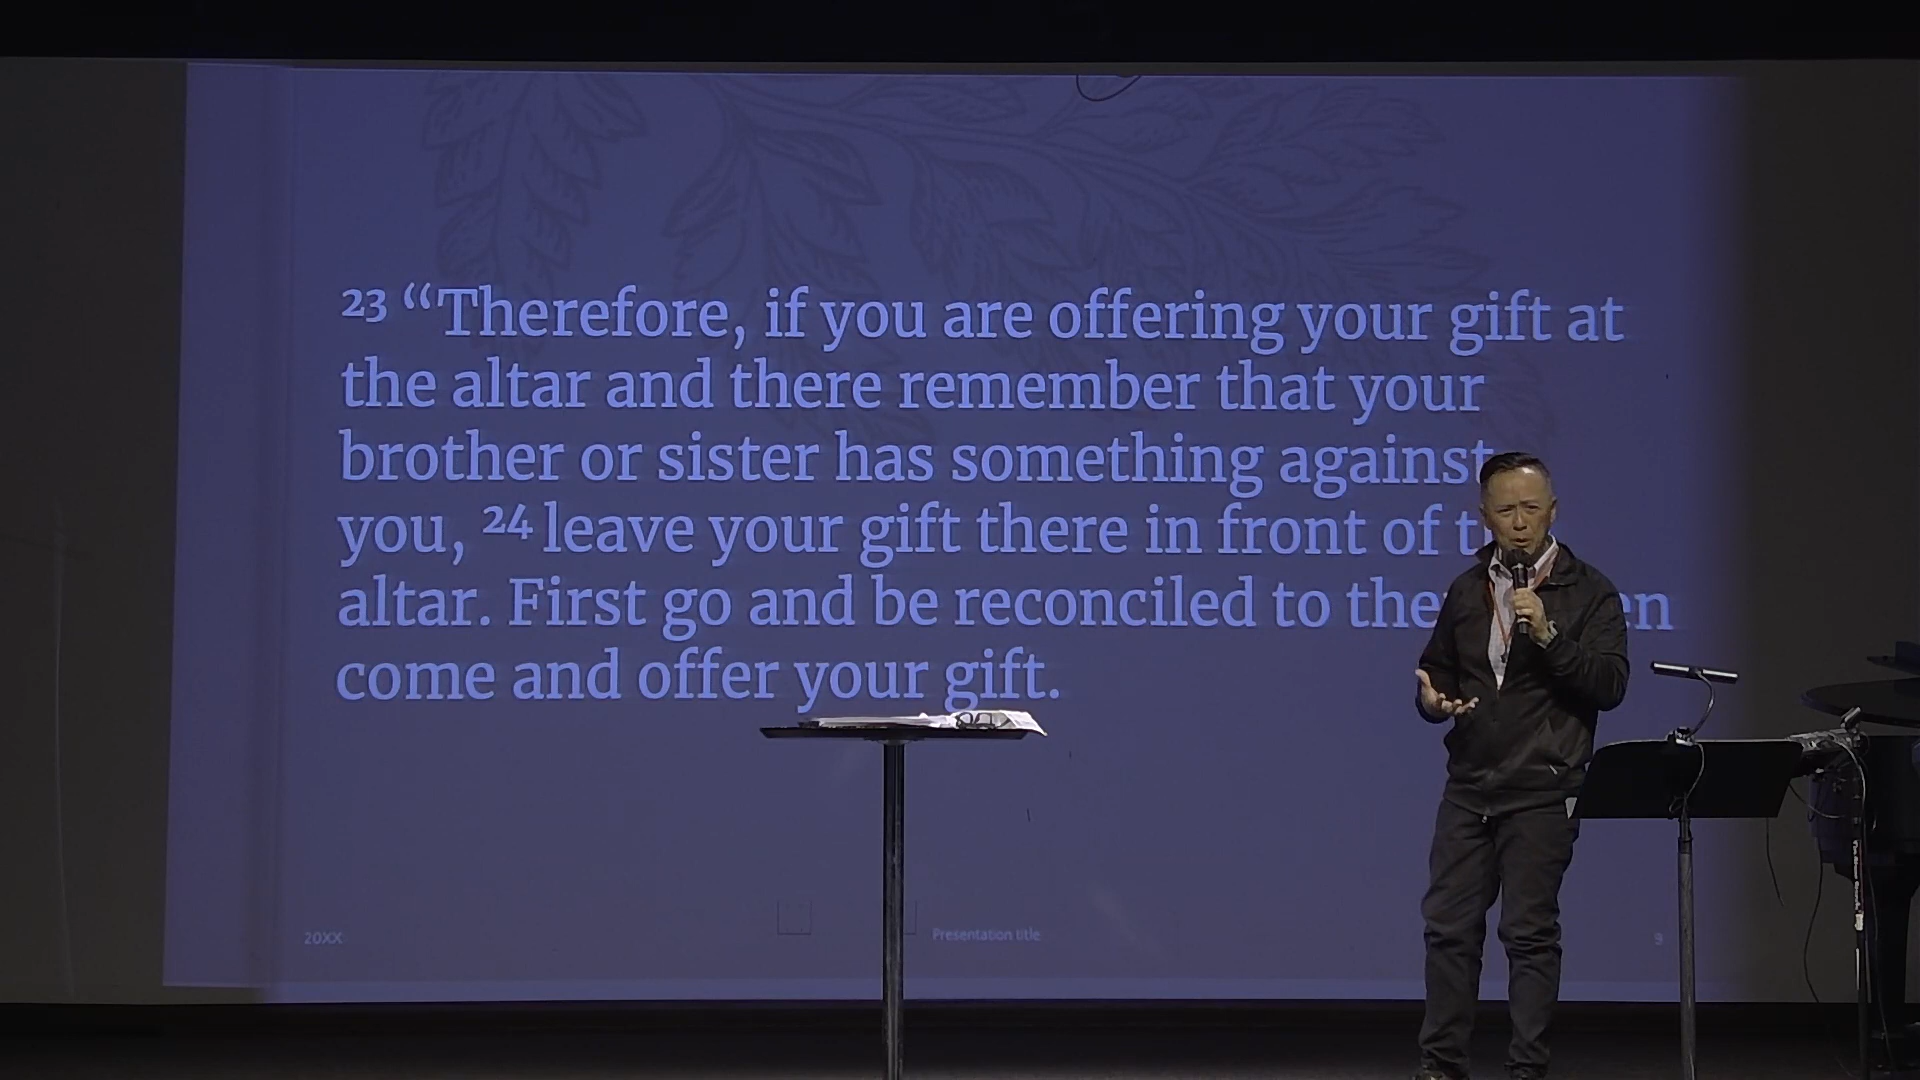 23 “Therefore, if you are offering your gift at
the altar and there remember that your
brother or sister has something against
you, 24 leave your gift there in front of
altar. First go and be reconciled to
come and offer your gift.
20XX
Presentation title
9